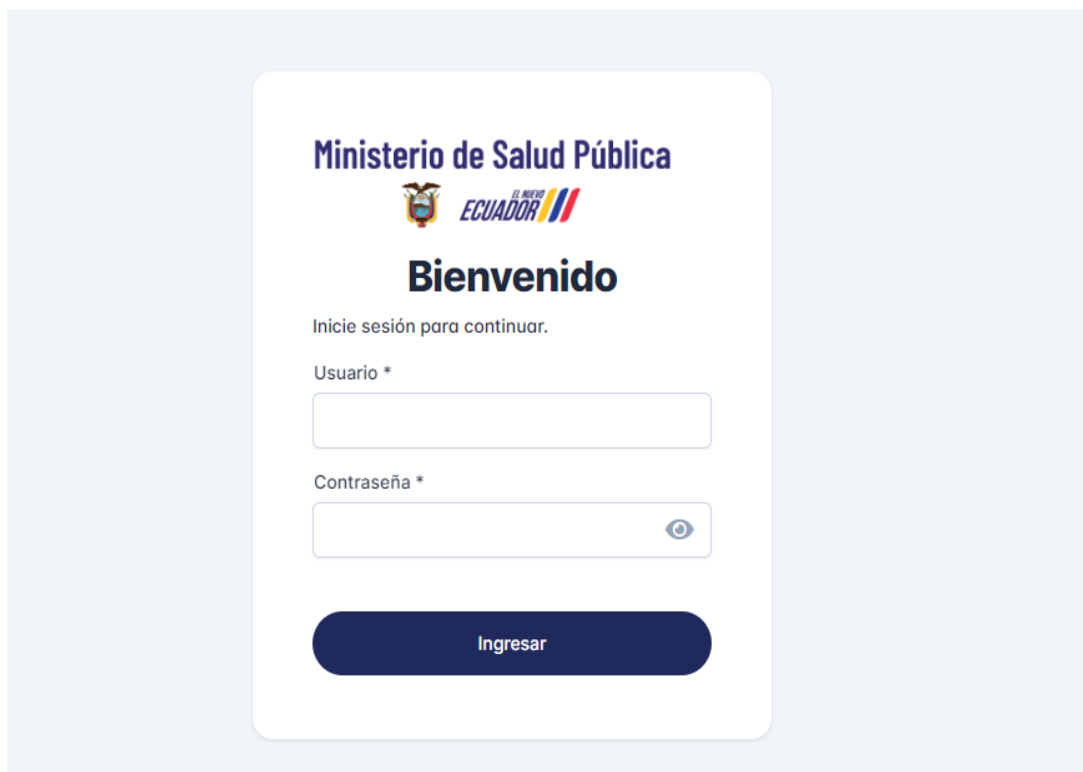 Ministerio de Salud Pública
EL NUEVO
ECUADOR
Bienvenido
Inicie sesión para continuar.
Usuario *
Contraseña *
Ingresar